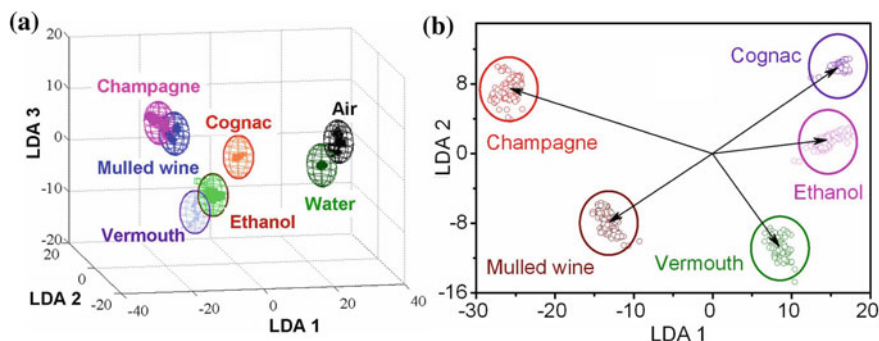 (a)
20
10
0
-10
-20
LDA 3
Champagne
Mulled wine
Vermouth
Cognac
Ethanol
Air
Water
20
0
-20
LDA 2
-40
-20
0
20
40
LDA 1
(b)
8
0
-8
-16
LDA 2
Cognac
Champagne
Ethanol
Mulled wine
Vermouth
-30
-20
-10
0
10
20
LDA 1